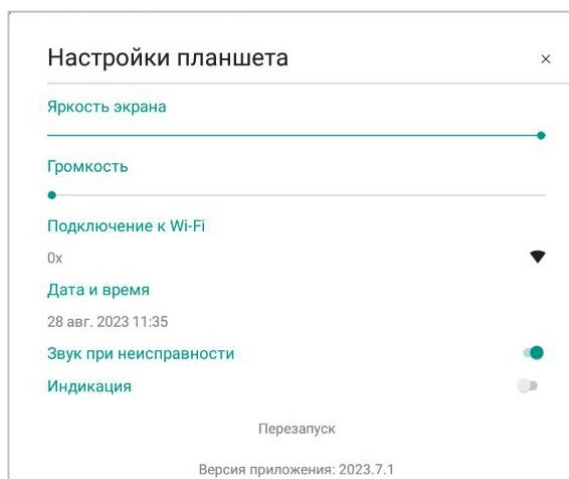 Настройки планшета
Яркость экрана
Громкость
Подключение к Wi-Fi
0x
Дата и время
28 авг. 2023 11:35
Звук при неисправности
Индикация
Перезапуск
Версия приложения: 2023.7.1